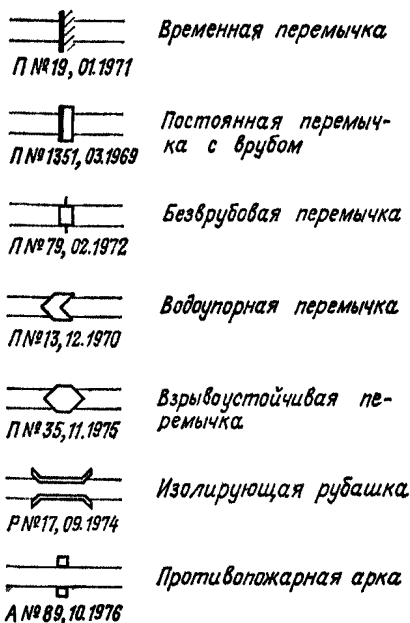 Временная перемычка
П №19, 01.1971
Постоянная перемыч-
ка с врубом
П №1351, 03.1969
Безврубовая перемычка
П №79, 02.1972
Водоупорная перемычка
П №13, 12.1970
Взрывоустойчивая пе-
ремычка
П №35, 11.1975
Изолирующая рубашка
Р №17, 09.1974
Противопожарная арка
А №89, 10.1976